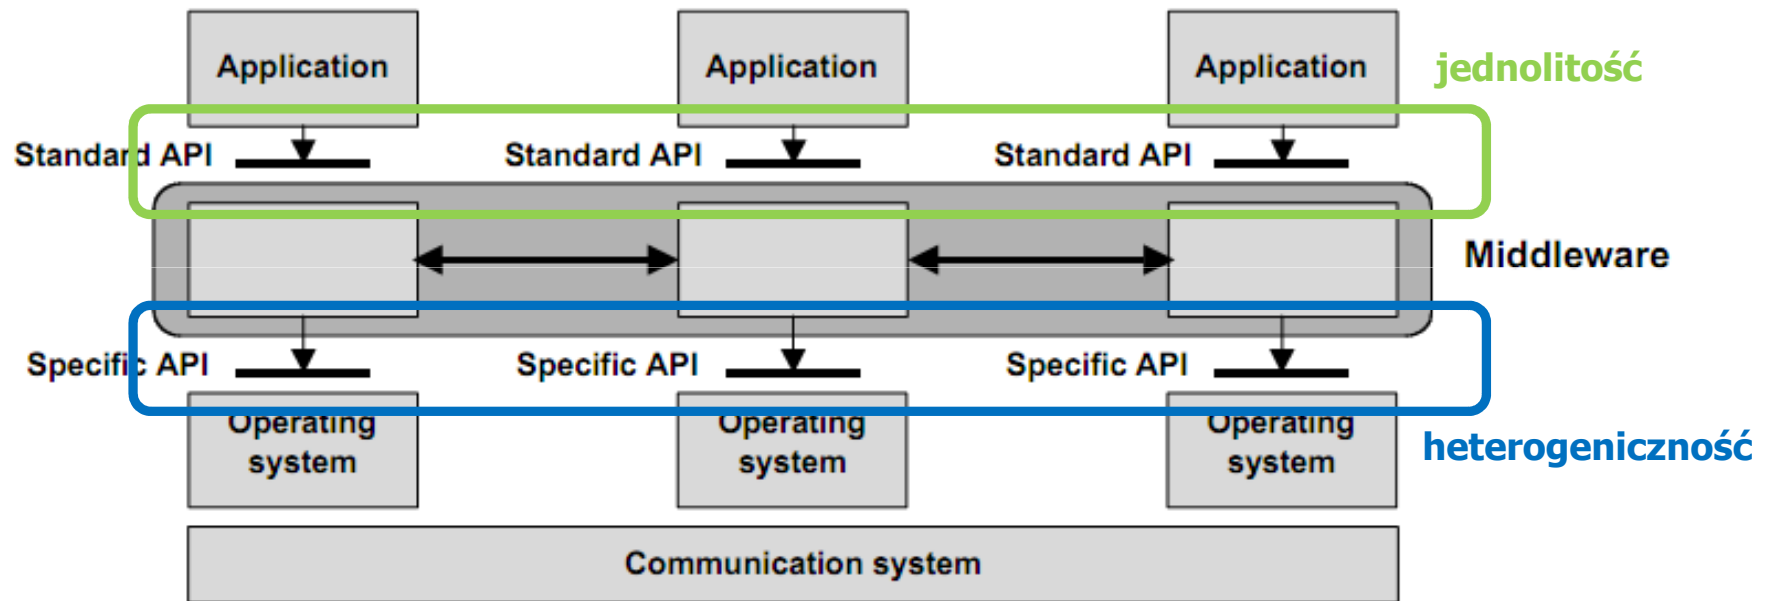 Application
Application
Application
jednolitość
Standard API
Standard API
Standard API
Middleware
Specific API
Specific API
Specific API
Operating
system
Operating
system
Operating
system
heterogeniczność
Communication system